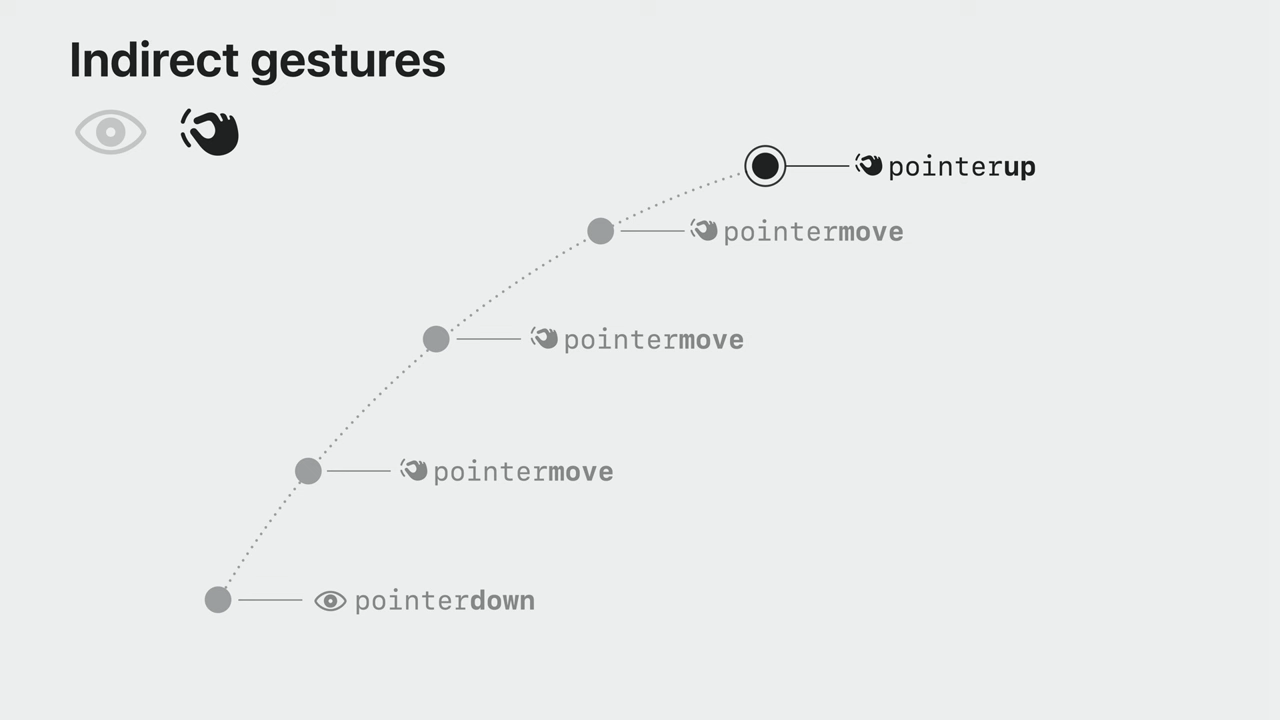 Indirect gestures
pointerup
pointermove
pointermove
pointermove
pointerdown